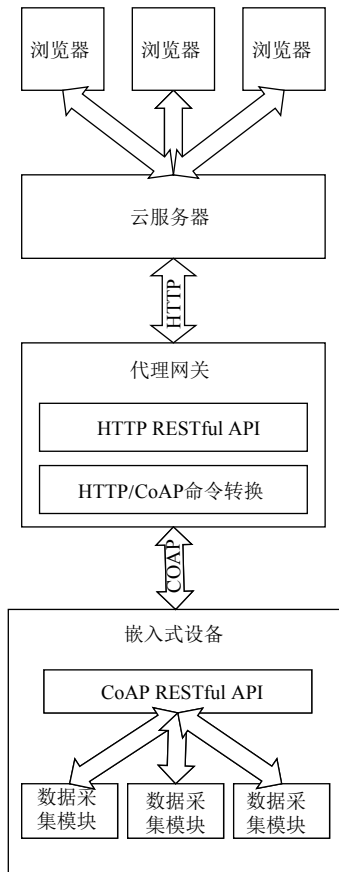 浏览器 浏览器 浏览器
云服务器
HTTP
代理网关
HTTP RESTful API
HTTP/CoAP命令转换
COAP
嵌入式设备
CoAP RESTful API
数据采 数据采 数据采
集模块 集模块 集模块